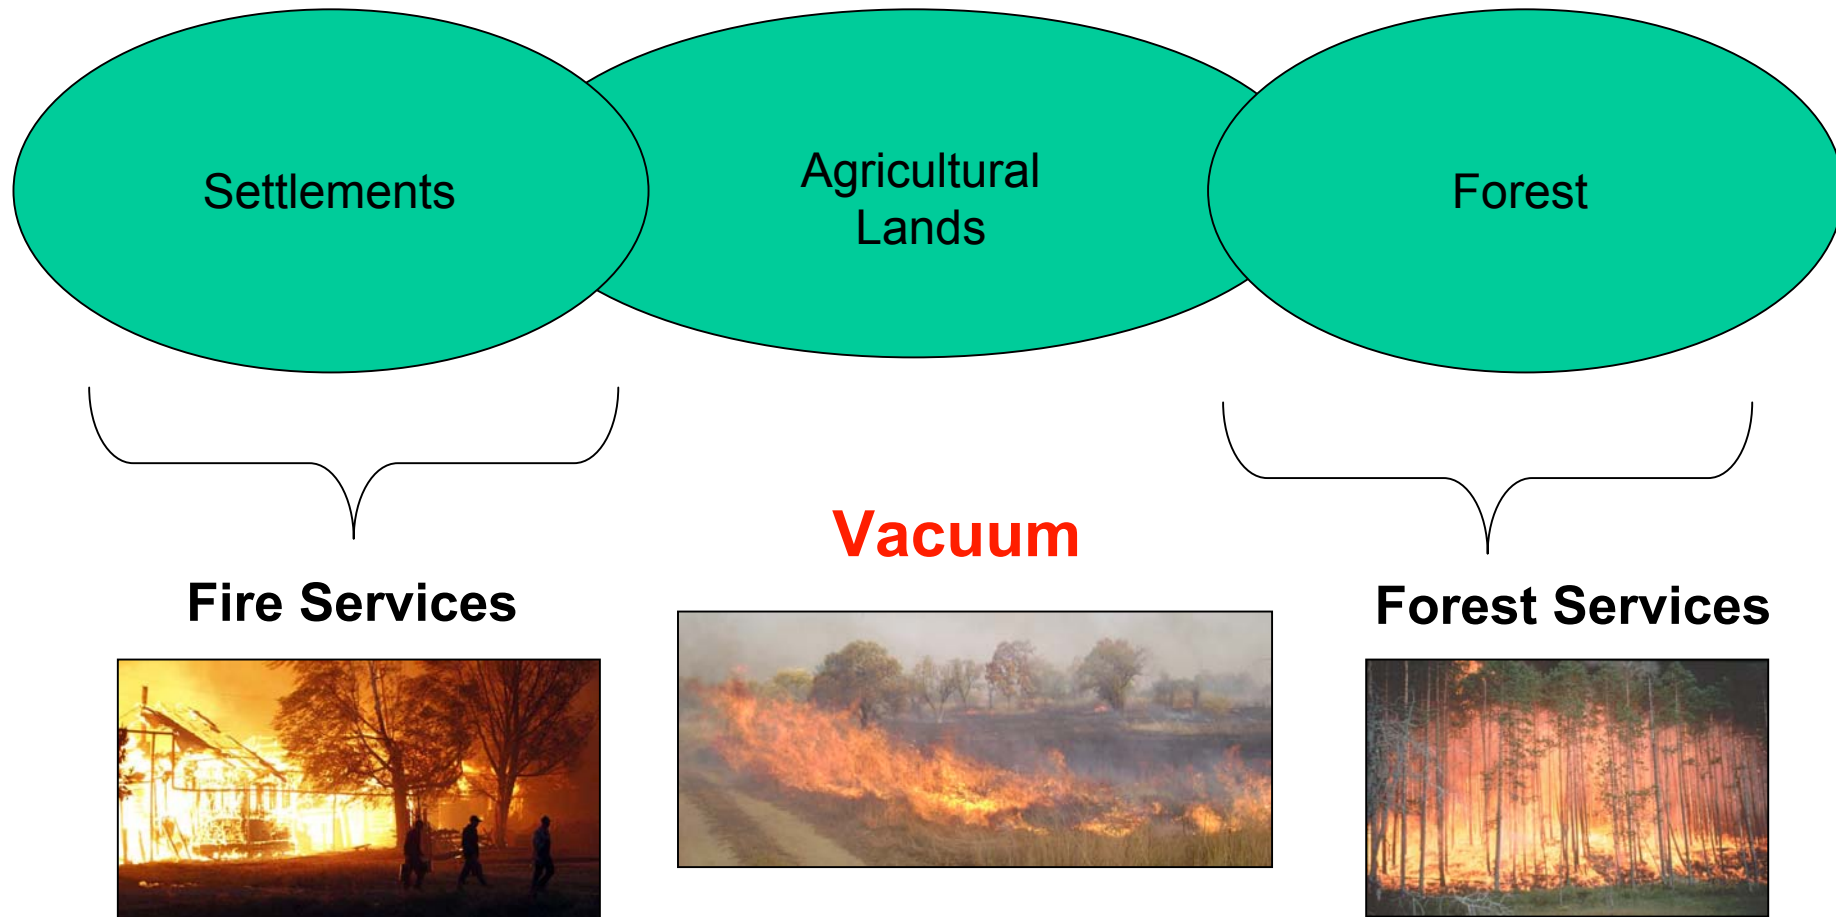 Settlements
Agricultural
Lands
Forest
Vacuum
Fire Services
Forest Services